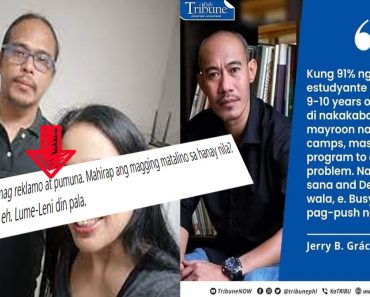 Tribune
nag reklamo at pumuna. Mahirap ang magging matalino sa hanay nila?
eh. Lume-Leni din pala.
Kung 91% ng
estudyante
9-10 years o
di nakakaba
mayroon na
camps, mas
program to
problem. Na
sana and De
wala, e. Busy
pag-push n
Jerry B. Grác
TribuneNOW
tribunephl
KaTRIBU
www